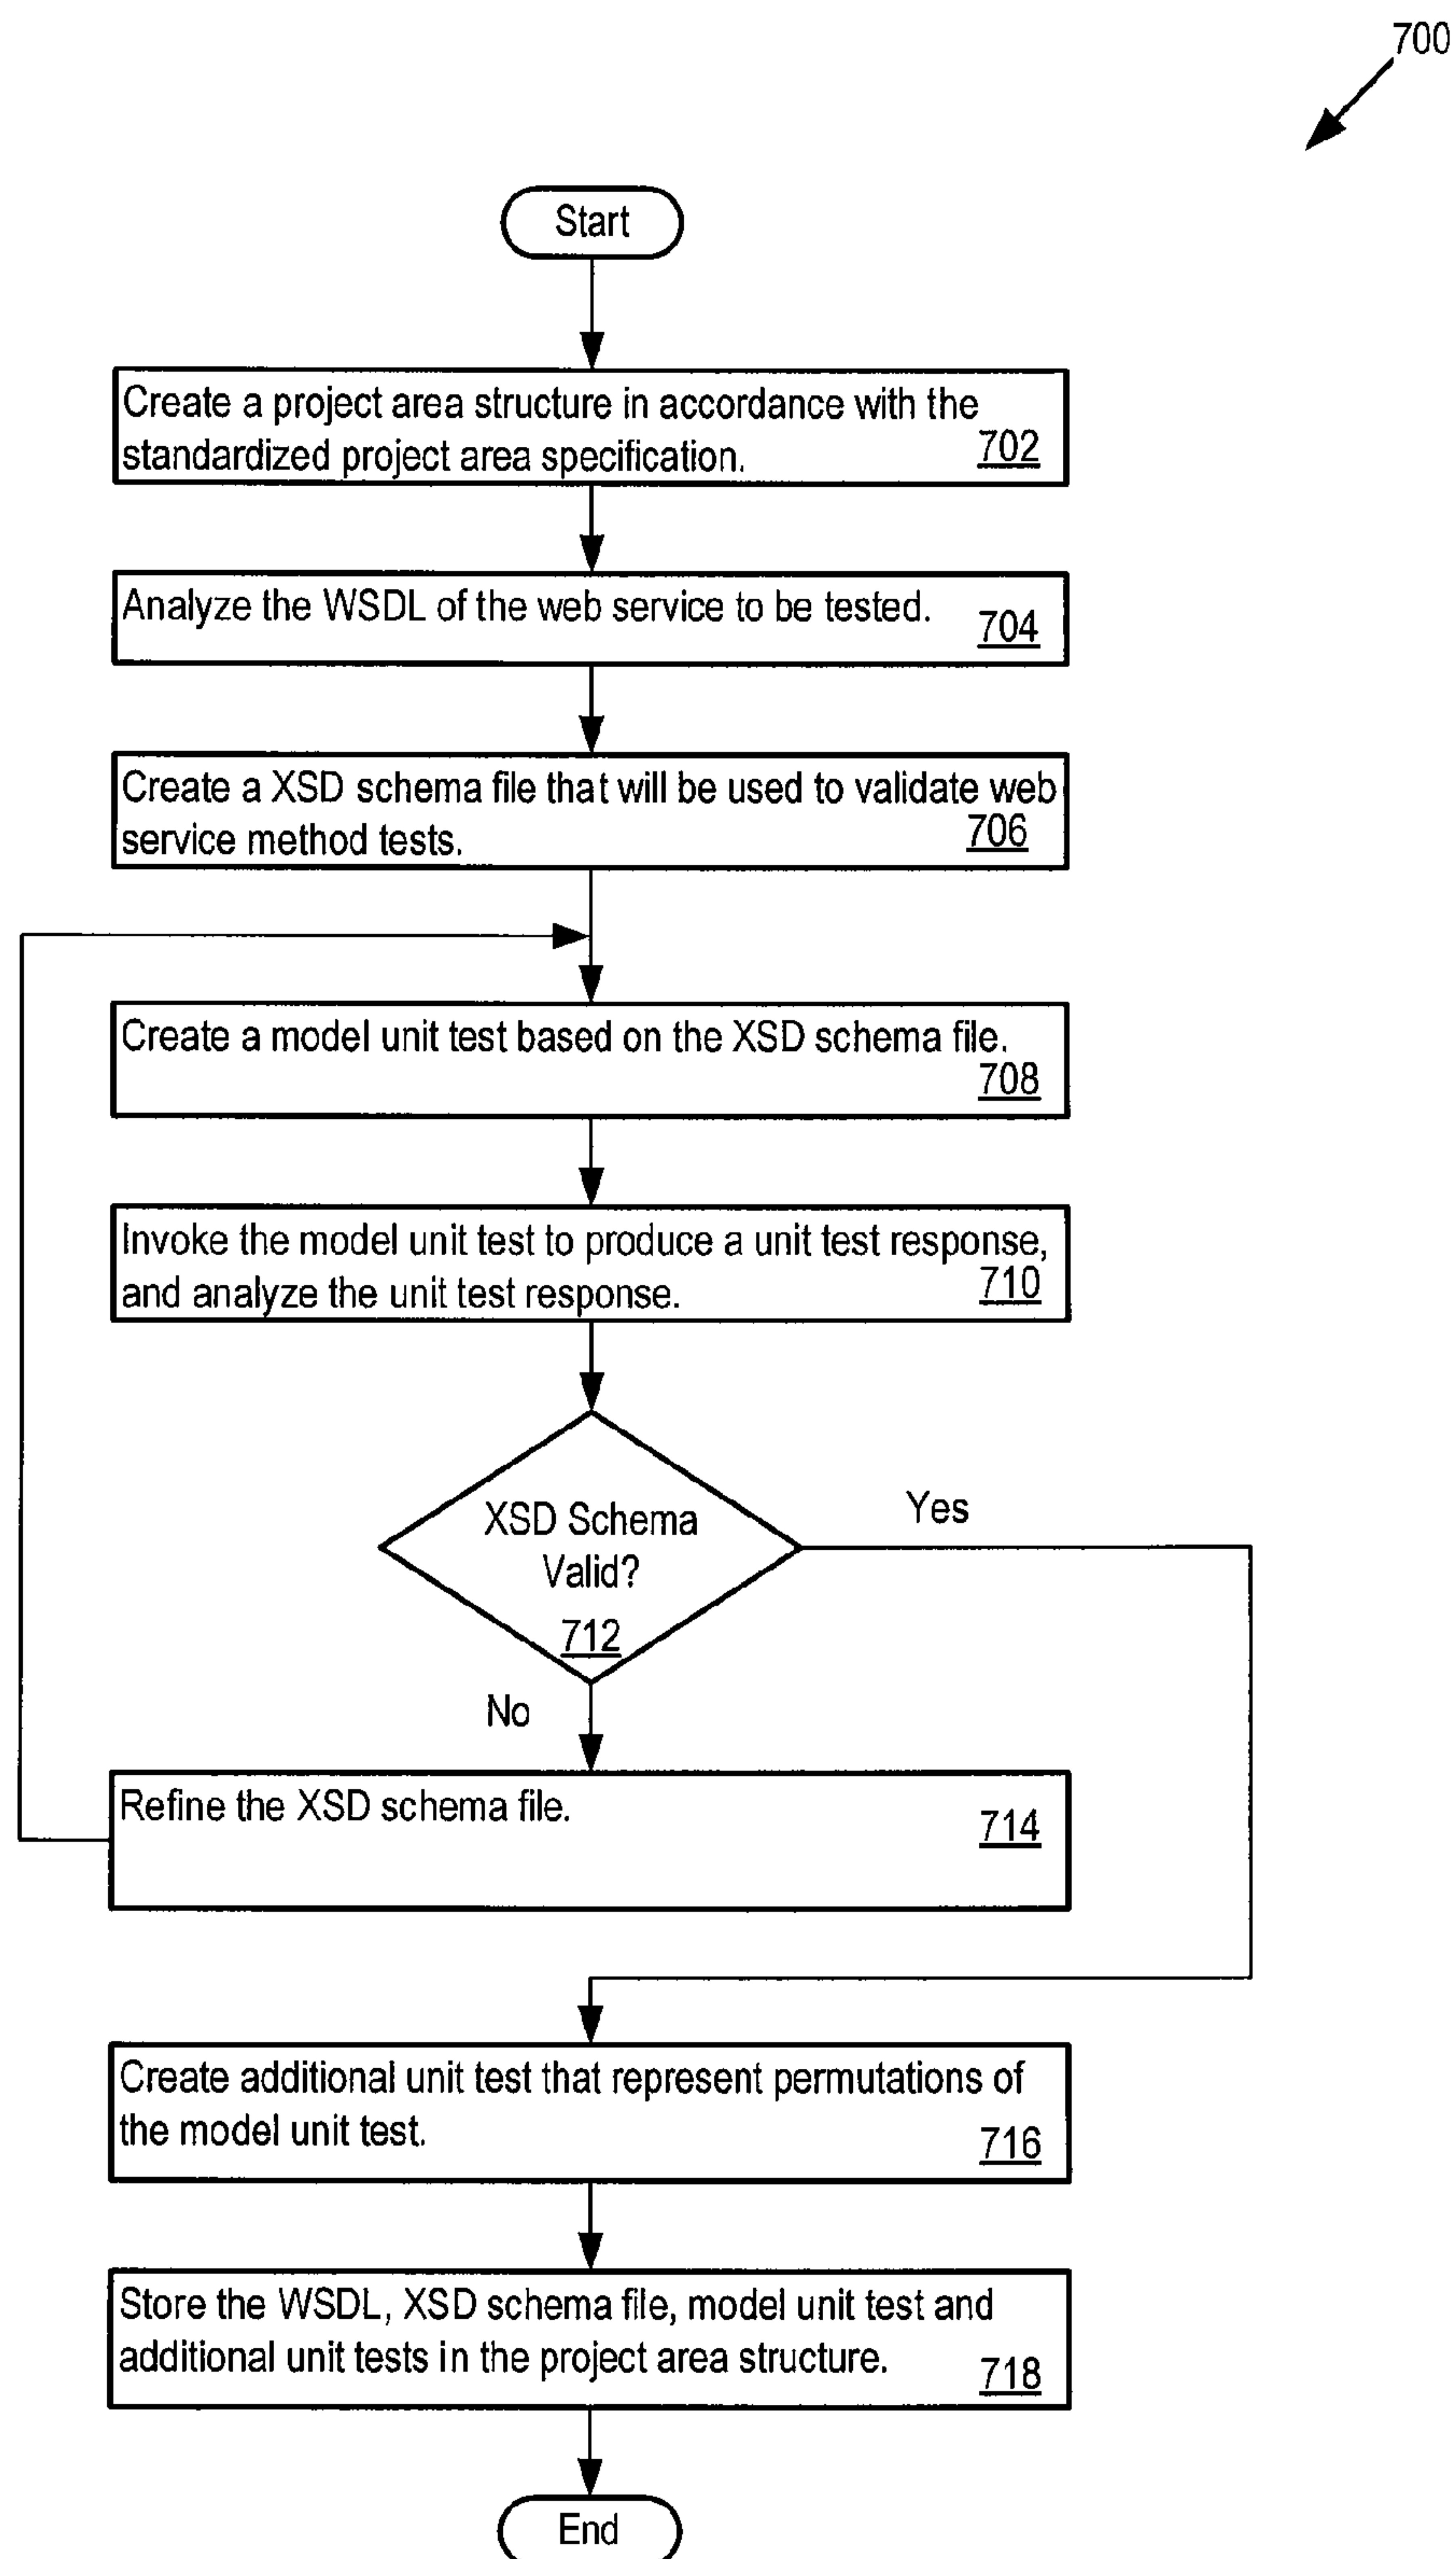 700
Start
Create a project area structure in accordance with the
standardized project area specification.
702
Analyze the WSDL of the web service to be tested.
704
Create a XSD schema file that will be used to validate web
service method tests.
706
Create a model unit test based on the XSD schema file.
708
Invoke the model unit test to produce a unit test response,
and analyze the unit test response.
710
XSD Schema
Valid?
712
Yes
No
Refine the XSD schema file.
714
Create additional unit test that represent permutations of
the model unit test.
716
Store the WSDL, XSD schema file, model unit test and
additional unit tests in the project area structure.
718
End